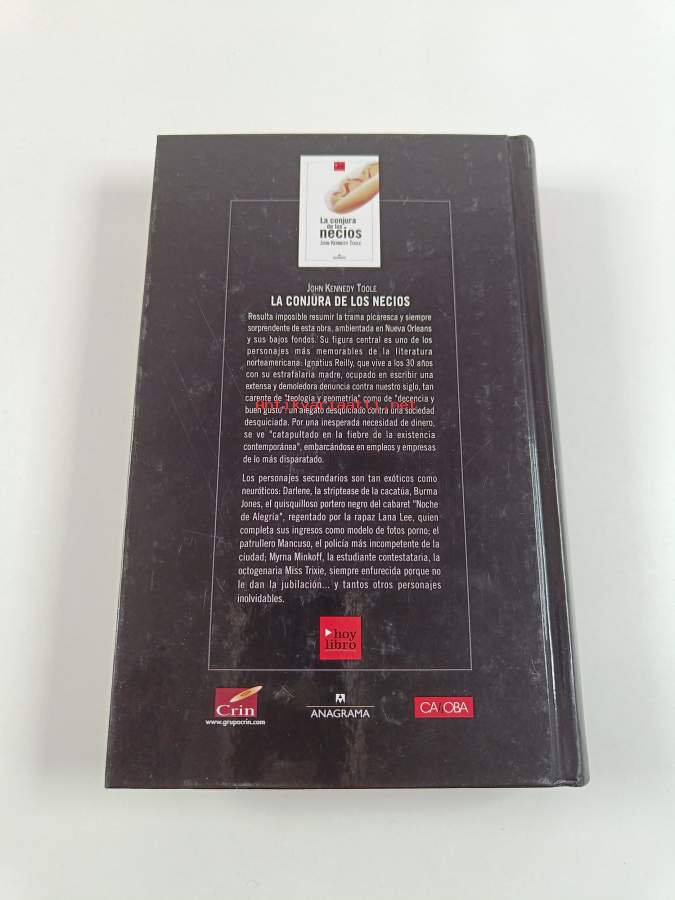 La conjura
de los
necios
JOHN KENNEDY TOOLE
ANAGRAMA
JOHN KENNEDY TOOLE
LA CONJURA DE LOS NECIOS
Resulta imposible resumir la trama picaresca y siempre
sorprendente de esta obra, ambientada en Nueva Orleans
y sus bajos fondos. Su figura central es uno de los
personajes más memorables de la literatura
norteamericana: Ignatius Reilly, que vive a los 30 años
con su estrafalaria madre, ocupado en escribir una
extensa y demoledora denuncia contra nuestro siglo, tan
carente de "teología y geometría" como de "decencia y
antikvariaatti.net
buen gusto": un alegato desquiciado contra una sociedad
desquiciada. Por una inesperada necesidad de dinero,
se ve "catapultado en la fiebre de la existencia
contemporánea", embarcándose en empleos y empresas
de lo más disparatado.
Los personajes secundarios son tan exóticos como
neuróticos: Darlene, la striptease de la cacatúa, Burma
Jones, el quisquilloso portero negro del cabaret "Noche
de Alegría", regentado por la rapaz Lana Lee, quien
completa sus ingresos como modelo de fotos porno; el
patrullero Mancuso, el policía más incompetente de la
ciudad; Myrna Minkoff, la estudiante contestataria, la
octogenaria Miss Trixie, siempre enfurecida porque no
le dan la jubilación... y tantos otros personajes
inolvidables.
hoy
libro
Crin
www.grupocrin.com
ANAGRAMA